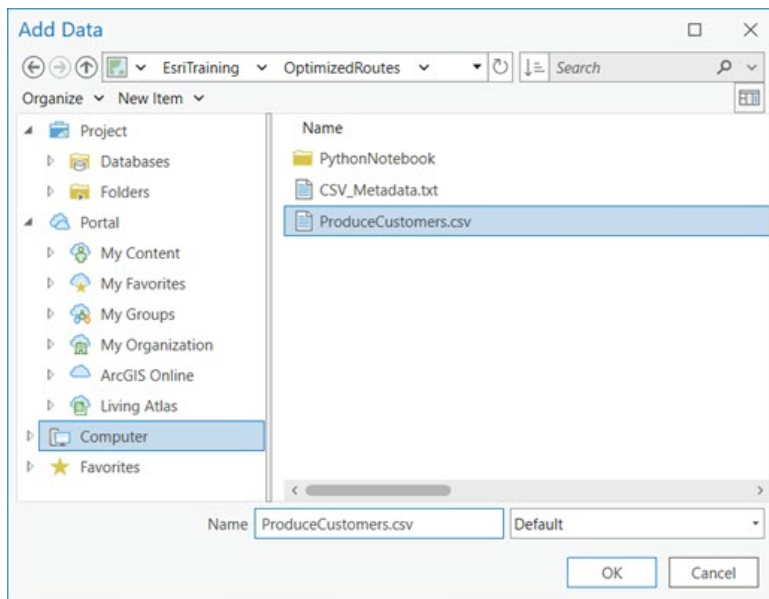 Add Data
EsriTraining OptimizedRoutes Search
Organize New Item
Project
Databases
Folders
Portal
My Content
My Favorites
My Groups
My Organization
ArcGIS Online
Living Atlas
Computer
Favorites
Name
PythonNotebook
CSV_Metadata.txt
ProduceCustomers.csv
Name ProduceCustomers.csv Default
OK Cancel